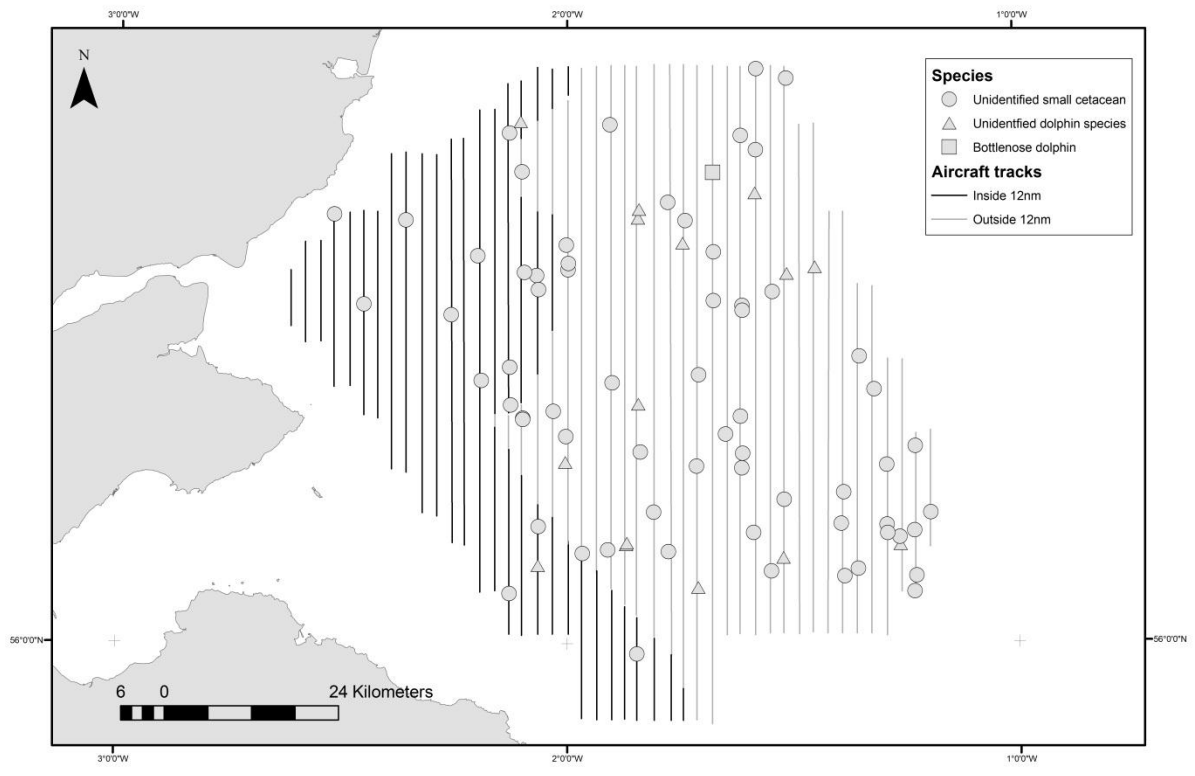 3°0'0"W 2°0'0"W 1°0'0"W
N
Species
Unidentified small cetacean
Unidentfied dolphin species
Bottlenose dolphin
Aircraft tracks
Inside 12nm
Outside 12nm
56°0'0"N 56°0'0"N
6 0 24 Kilometers
3°0'0"W 2°0'0"W 1°0'0"W